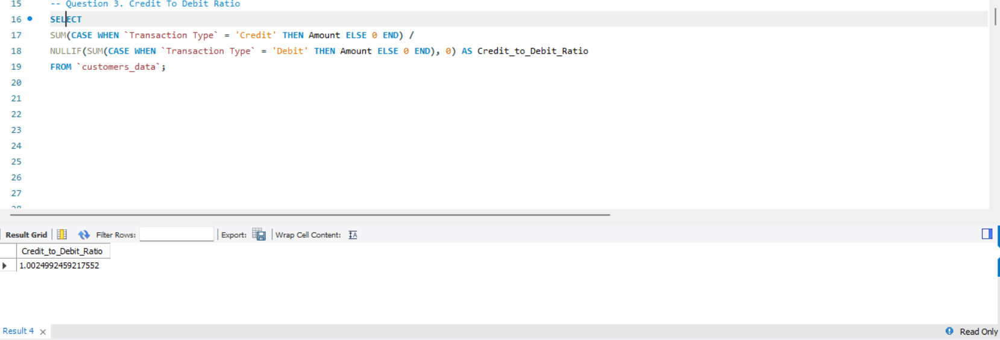 15 -- Question 3. Credit To Debit Ratio
16 SELECT
17 SUM(CASE WHEN `Transaction Type` = 'Credit' THEN Amount ELSE 0 END) /
18 NULLIF(SUM(CASE WHEN `Transaction Type` = 'Debit' THEN Amount ELSE 0 END), 0) AS Credit_to_Debit_Ratio
19 FROM `customers_data`;
20
21
22
23
24
25
26
27
Result Grid Filter Rows: Export: Wrap Cell Content: IA
Credit_to_Debit_Ratio
1.0024992459217552
Result 4 × Read Only